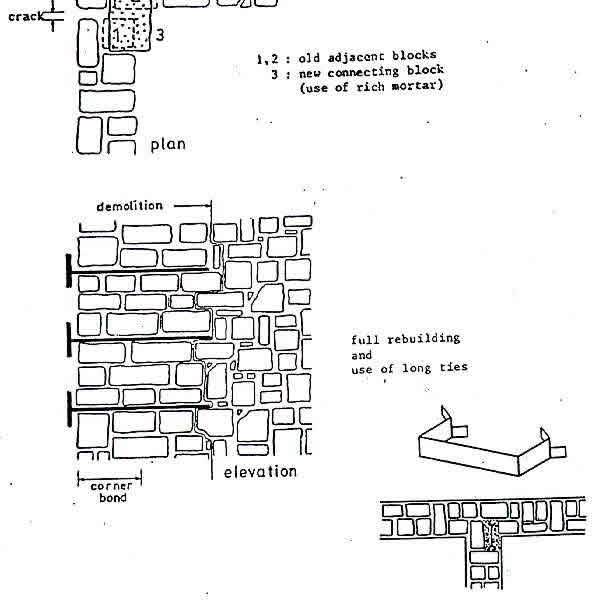 crack
3
1,2 : old adjacent blocks
3 : new connecting block
(use of rich mortar)
plan
demolition
full rebuilding
and
use of long ties
elevation
corner
bond